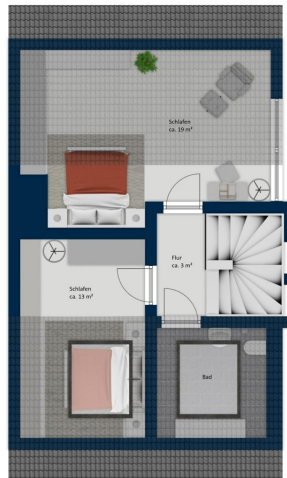 Schlafen
ca. 19 m²
Flur
ca. 3 m²
Schlafen
ca. 13 m²
Bad